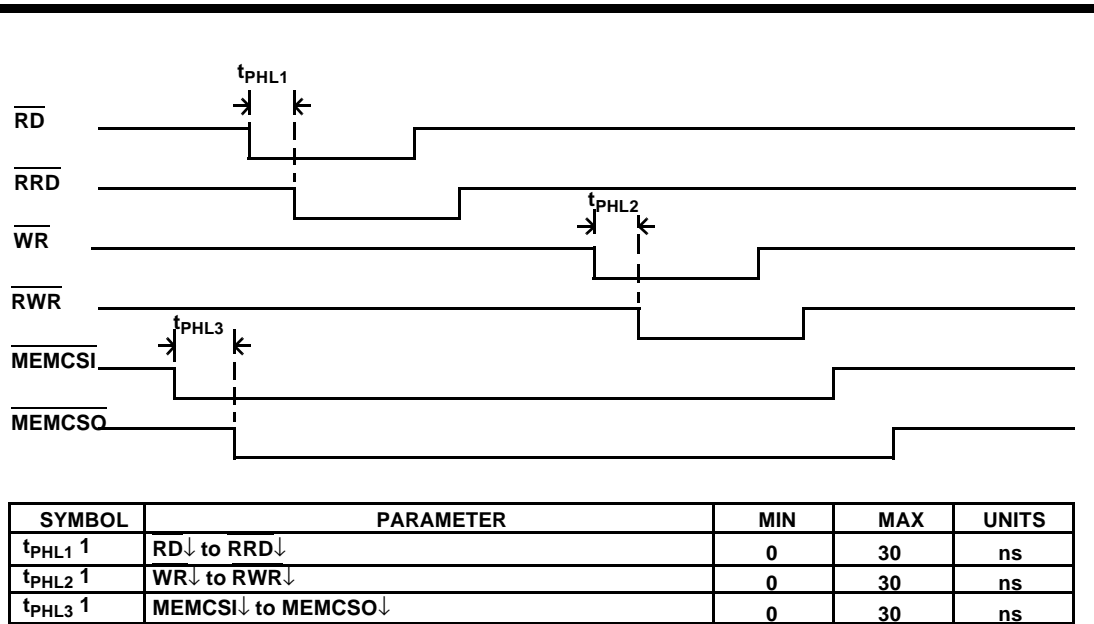 tPHL1
RD
RRD
tPHL2
WR
RWR
tPHL3
MEMCSI
MEMCSO
SYMBOL PARAMETER MIN MAX UNITS
tPHL1 1 RD↓ to RRD↓ 0 30 ns
tPHL2 1 WR↓ to RWR↓ 0 30 ns
tPHL3 1 MEMCSI↓ to MEMCSO↓ 0 30 ns